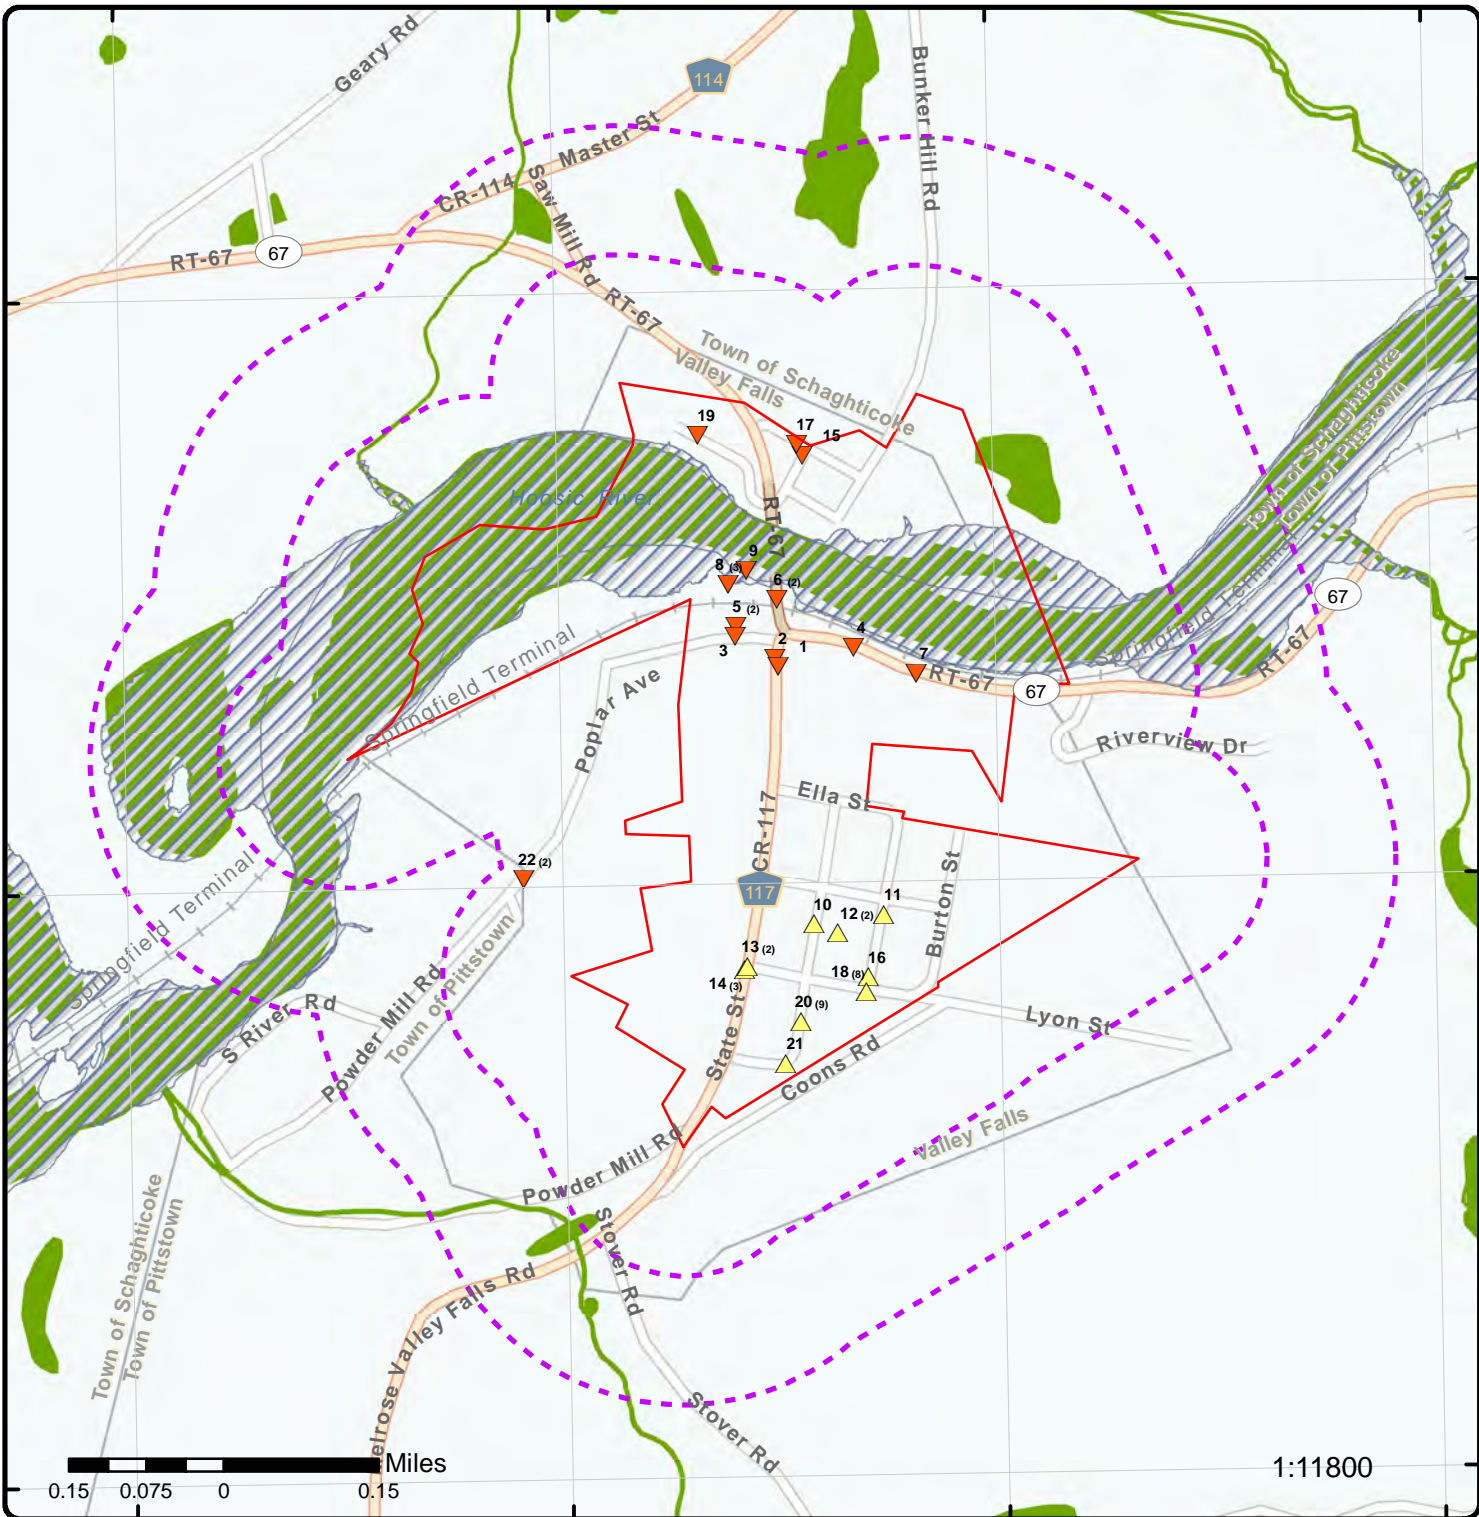 Geary Rd
114
Bunker Hill Rd
Master St
CR-114
Saw Mill Rd
RT-67
67
RT-67
Town of Schaghticoke
Valley Falls
19
17
15
Hoosic River
RT-67
Town of Schaghticoke
Town of Pittstown
9
8 (3)
6 (2)
5 (2)
3
2
1
4
7
RT-67
67
Springfield Terminal
67
RT-67
Springfield Terminal
Poplar Ave
Riverview Dr
Ella St
CR-117
117
22 (2)
Springfield Terminal
Burton St
10
11
12 (2)
13 (2)
14 (3)
16
18 (8)
20 (9)
21
Springfield Terminal
S River Rd
Powder Mill Rd
Town of Pittstown
State St
Lyon St
Coons Rd
Valley Falls
Powder Mill Rd
Town of Schaghticoke
Town of Pittstown
Stover Rd
elrose Valley Falls Rd
Stover Rd
Miles
0.15 0.075 0 0.15
1:11800